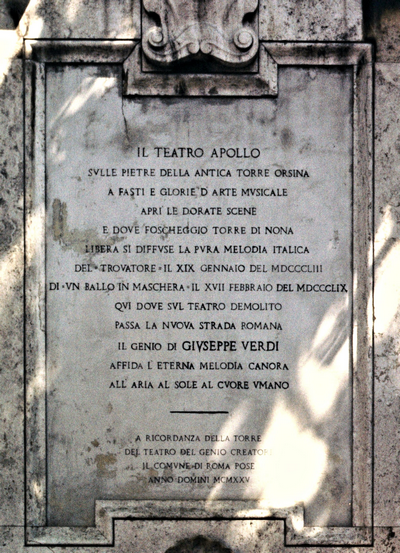 IL TEATRO APOLLO
SVLLE PIETRE DELLA ANTICA TORRE ORSINA
A FASTI E GLORIE D'ARTE MVSICALE
APRI LE DORATE SCENE
E DOVE FOSCHEGGIO TORRE DI NONA
LIBERA SI DIFFVSE LA PVRA MELODIA ITALICA
DEL "TROVATORE" IL XIX GENNAIO DEL MDCCCLIII
DI "VN BALLO IN MASCHERA" IL XVII FEBBRAIO DEL MDCCCLIX
QVI DOVE SVL TEATRO DEMOLITO
PASSA LA NVOVA STRADA ROMANA
IL GENIO DI GIVSEPPE VERDI
AFFIDA L'ETERNA MELODIA CANORA
ALL'ARIA AL SOLE AL CVORE VMANO
A RICORDANZA DELLA TORRE
DEL TEATRO DEL GENIO CREATORE
IL COMVNE DI ROMA POSE
ANNO DOMINI MCMXXV